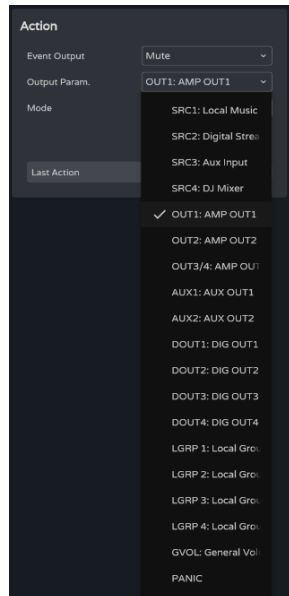 Action
Event Output Mute
Output Param. OUT1: AMP OUT1
Mode
SRC1: Local Music
SRC2: Digital Strea
SRC3: Aux Input
Last Action
SRC4: DJ Mixer
OUT1: AMP OUT1
OUT2: AMP OUT2
OUT3/4: AMP OUT
AUX1: AUX OUT1
AUX2: AUX OUT2
DOUT1: DIG OUT1
DOUT2: DIG OUT2
DOUT3: DIG OUT3
DOUT4: DIG OUT4
LGRP 1: Local Grou
LGRP 2: Local Grou
LGRP 3: Local Grou
LGRP 4: Local Grou
GVOL: General Vol
PANIC